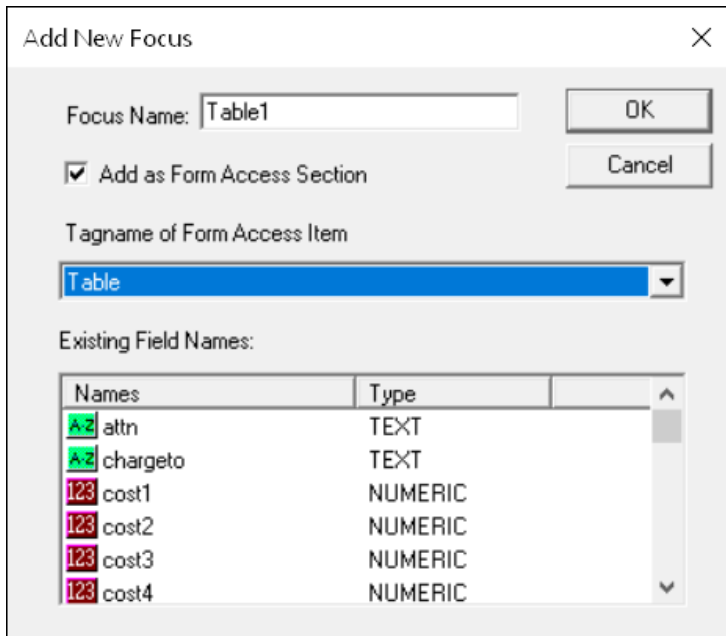 Add New Focus
Focus Name: Table1
OK
Add as Form Access Section
Cancel
Tagname of Form Access Item
Table
Existing Field Names:
Names Type
A-Z attn TEXT
A-Z chargeto TEXT
123 cost1 NUMERIC
123 cost2 NUMERIC
123 cost3 NUMERIC
123 cost4 NUMERIC